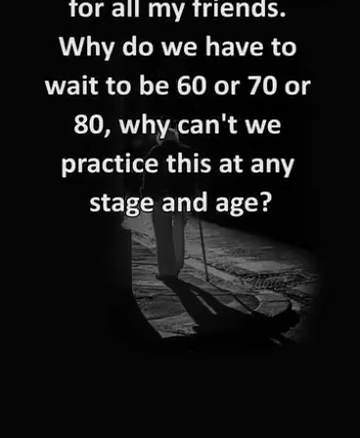 for all my friends.
Why do we have to
wait to be 60 or 70 or
80, why can't we
practice this at any
stage and age?